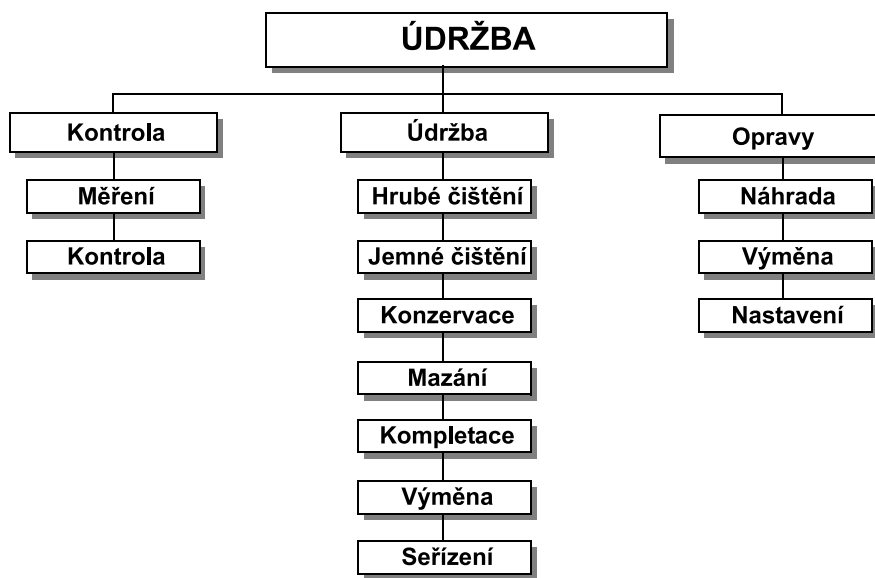 ÚDRŽBA
Kontrola
Měření
Kontrola
Údržba
Hrubé čištění
Jemné čištění
Konzervace
Mazání
Kompletace
Výměna
Seřízení
Opravy
Náhrada
Výměna
Nastavení